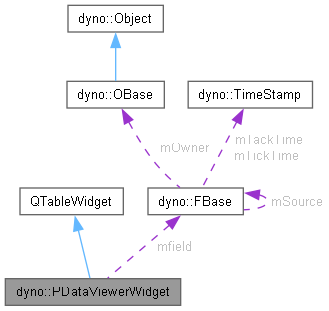 dyno::Object
dyno::OBase
dyno::TimeStamp
mOwner
mTackTime
mTickTime
QTableWidget
dyno::FBase
mSource
mfield
dyno::PDataViewerWidget